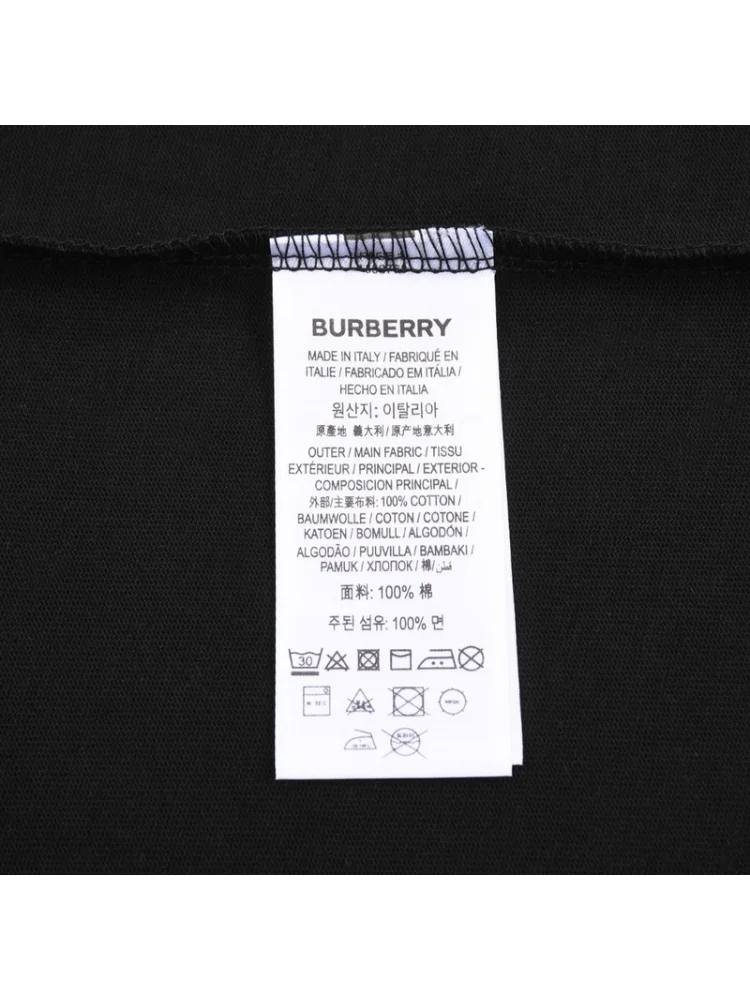 BURBERRY
MADE IN ITALY / FABRIQUÉ EN
ITALIE / FABRICADO EM ITÁLIA /
HECHO EN ITALIA
원산지: 이탈리아
原產地 義大利 / 原产地意大利
OUTER / MAIN FABRIC / TISSU
EXTÉRIEUR / PRINCIPAL / EXTERIOR -
COMPOSICION PRINCIPAL /
外部/主要布料: 100% COTTON /
BAUMWOLLE / COTON / COTONE /
KATOEN / BOMULL / ALGODÓN /
ALGODÃO / PUUVILLA / BAMBAKI /
PAMUK / ХЛОПОК / 棉/ قطن /
面料: 100% 棉
주된 섬유: 100% 면
30